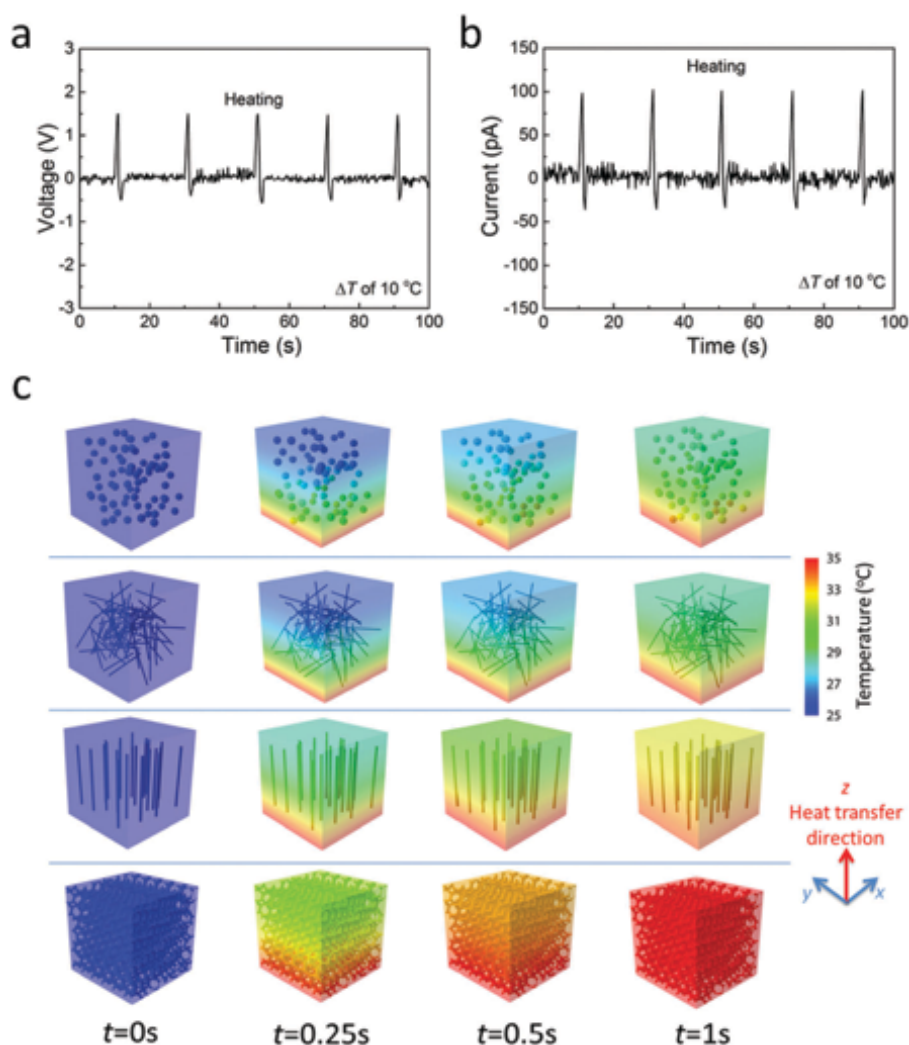 a
3
2
1
0
-1
-2
-3
Voltage (V)
Heating
ΔT of 10 °C
0 20 40 60 80 100
Time (s)
b
150
100
50
0
-50
-100
-150
Current (pA)
Heating
ΔT of 10 °C
0 20 40 60 80 100
Time (s)
c
35
33
31
29
27
25
Temperature (°C)
z
Heat transfer
direction
y x
t=0s t=0.25s t=0.5s t=1s